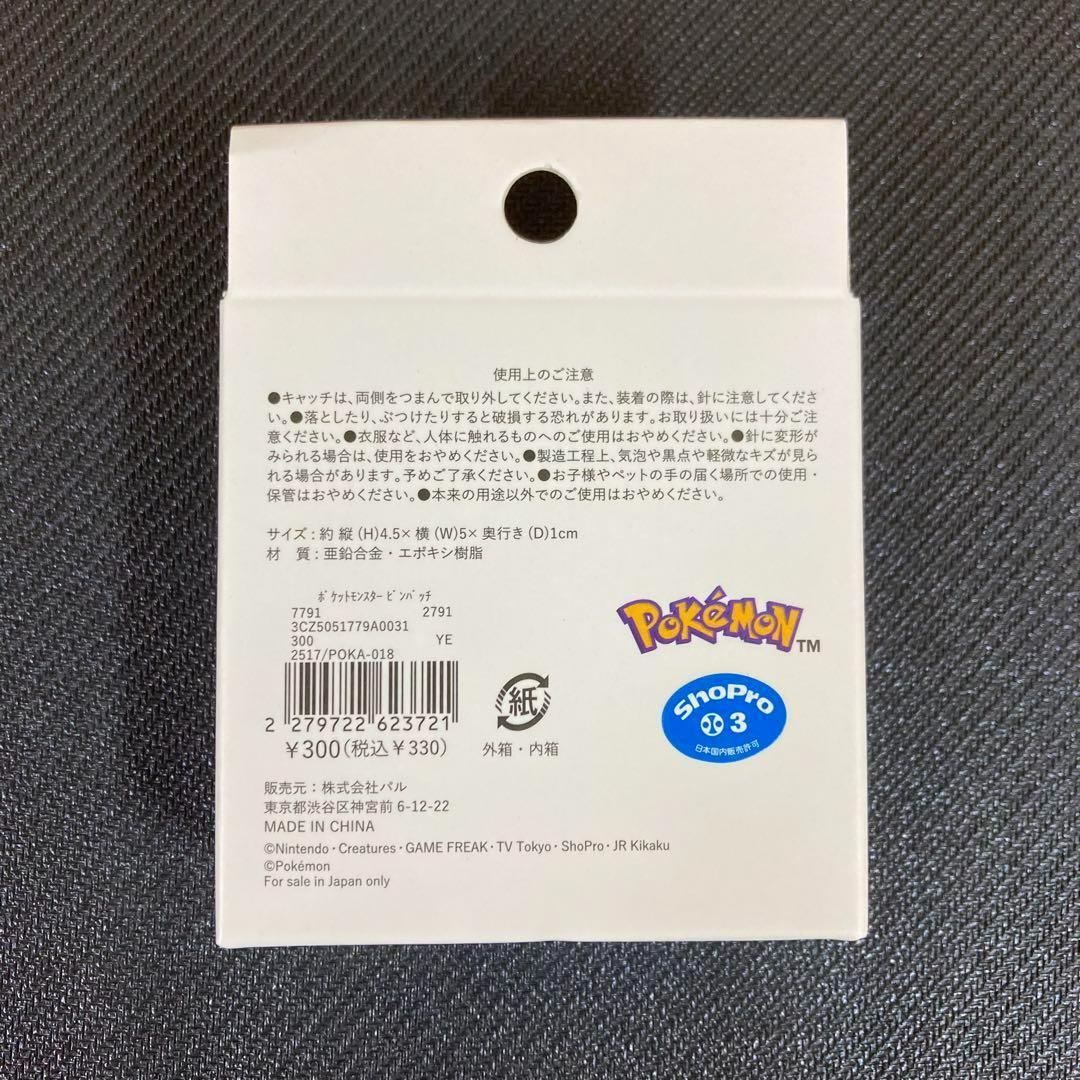 使用上のご注意
●キャッチは、両側をつまんで取り外してください。また、装着の際は、針に注意してくださ
い。●落としたり、ぶつけたりすると破損する恐れがあります。お取り扱いには十分ご注
意ください。●衣服など、人体に触れるものへのご使用はおやめください。●針に変形が
みられる場合は、使用をおやめください。●製造工程上、気泡や黒点や軽微なキズが見ら
れる場合があります。予めご了承ください。●お子様やペットの手の届く場所での使用・
保管はおやめください。●本来の用途以外でのご使用はおやめください。
サイズ:約 縦(H)4.5×横(W)5×奥行き(D)1cm
材 質:亜鉛合金・エポキシ樹脂
ポケットモンスター ピンバッチ
7791 2791
3CZ5051779A0031
300 YE
2517/POKA-018
2 279722 623721
¥300(税込¥330)
紙
外箱・内箱
POKéMON™
ShoPro
3
日本国内販売許可
販売元:株式会社パル
東京都渋谷区神宮前 6-12-22
MADE IN CHINA
©Nintendo・Creatures・GAME FREAK・TV Tokyo・ShoPro・JR Kikaku
©Pokémon
For sale in Japan only